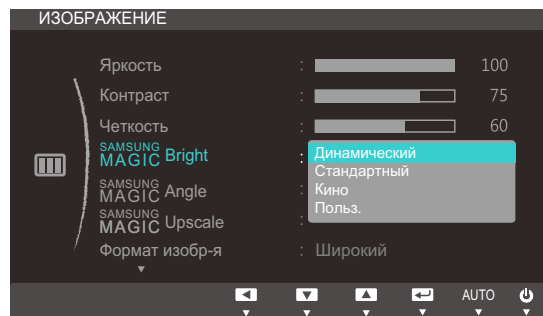 ИЗОБРАЖЕНИЕ
Яркость : 100
Контраст : 75
Четкость : 60
SAMSUNG MAGIC Bright :
Динамический
Стандартный
Кино
Польз.
SAMSUNG MAGIC Angle :
SAMSUNG MAGIC Upscale :
Формат изобр-я : Широкий
AUTO